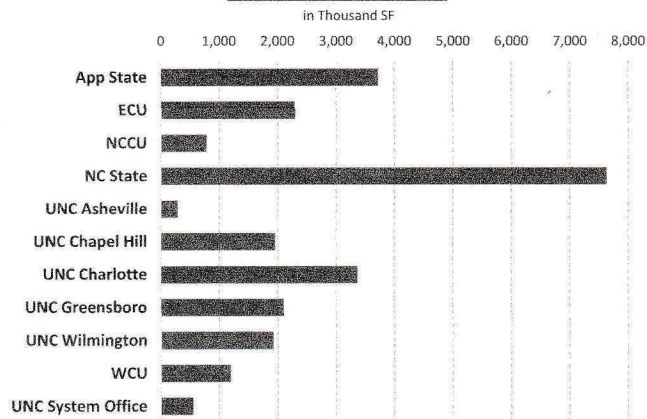 in Thousand SF
0 1,000 2,000 3,000 4,000 5,000 6,000 7,000 8,000
App State
ECU
NCCU
NC State
UNC Asheville
UNC Chapel Hill
UNC Charlotte
UNC Greensboro
UNC Wilmington
WCU
UNC System Office